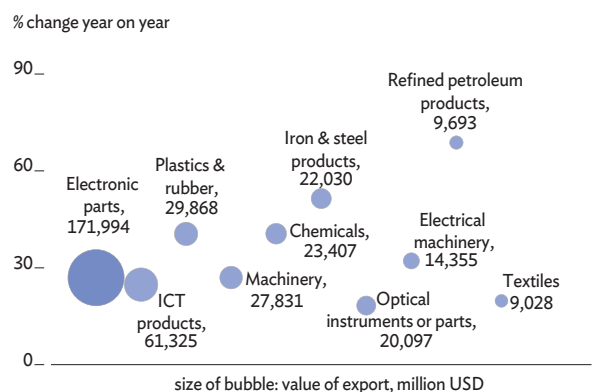 % change year on year
90
Refined petroleum
products,
9,693
Iron & steel
products,
22,030
60
Plastics &
rubber,
29,868
Electronic
parts,
171,994
Chemicals,
23,407
Electrical
machinery,
14,355
30
Machinery,
27,831
Textiles
9,028
ICT
products,
61,325
Optical
instruments or parts,
20,097
0
size of bubble: value of export, million USD